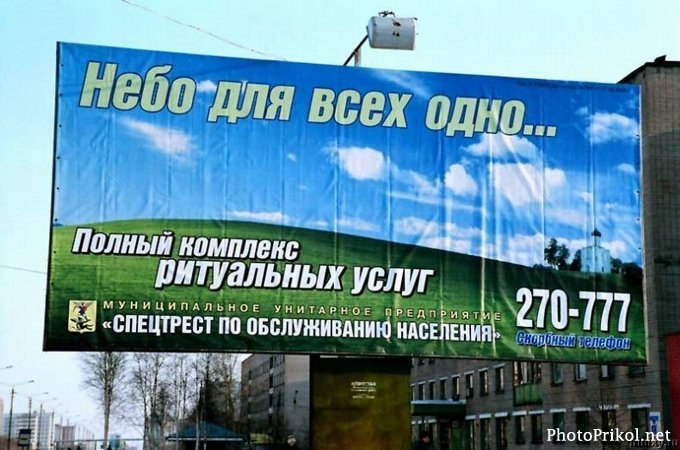 Небо для всех одно...
Полный комплекс
ритуальных услуг
МУНИЦИПАЛЬНОЕ УНИТАРНОЕ ПРЕДПРИЯТИЕ
«СПЕЦТРЕСТ ПО ОБСЛУЖИВАНИЮ НАСЕЛЕНИЯ»
270-777
Скорбный телефон
PhotoPrikol.net